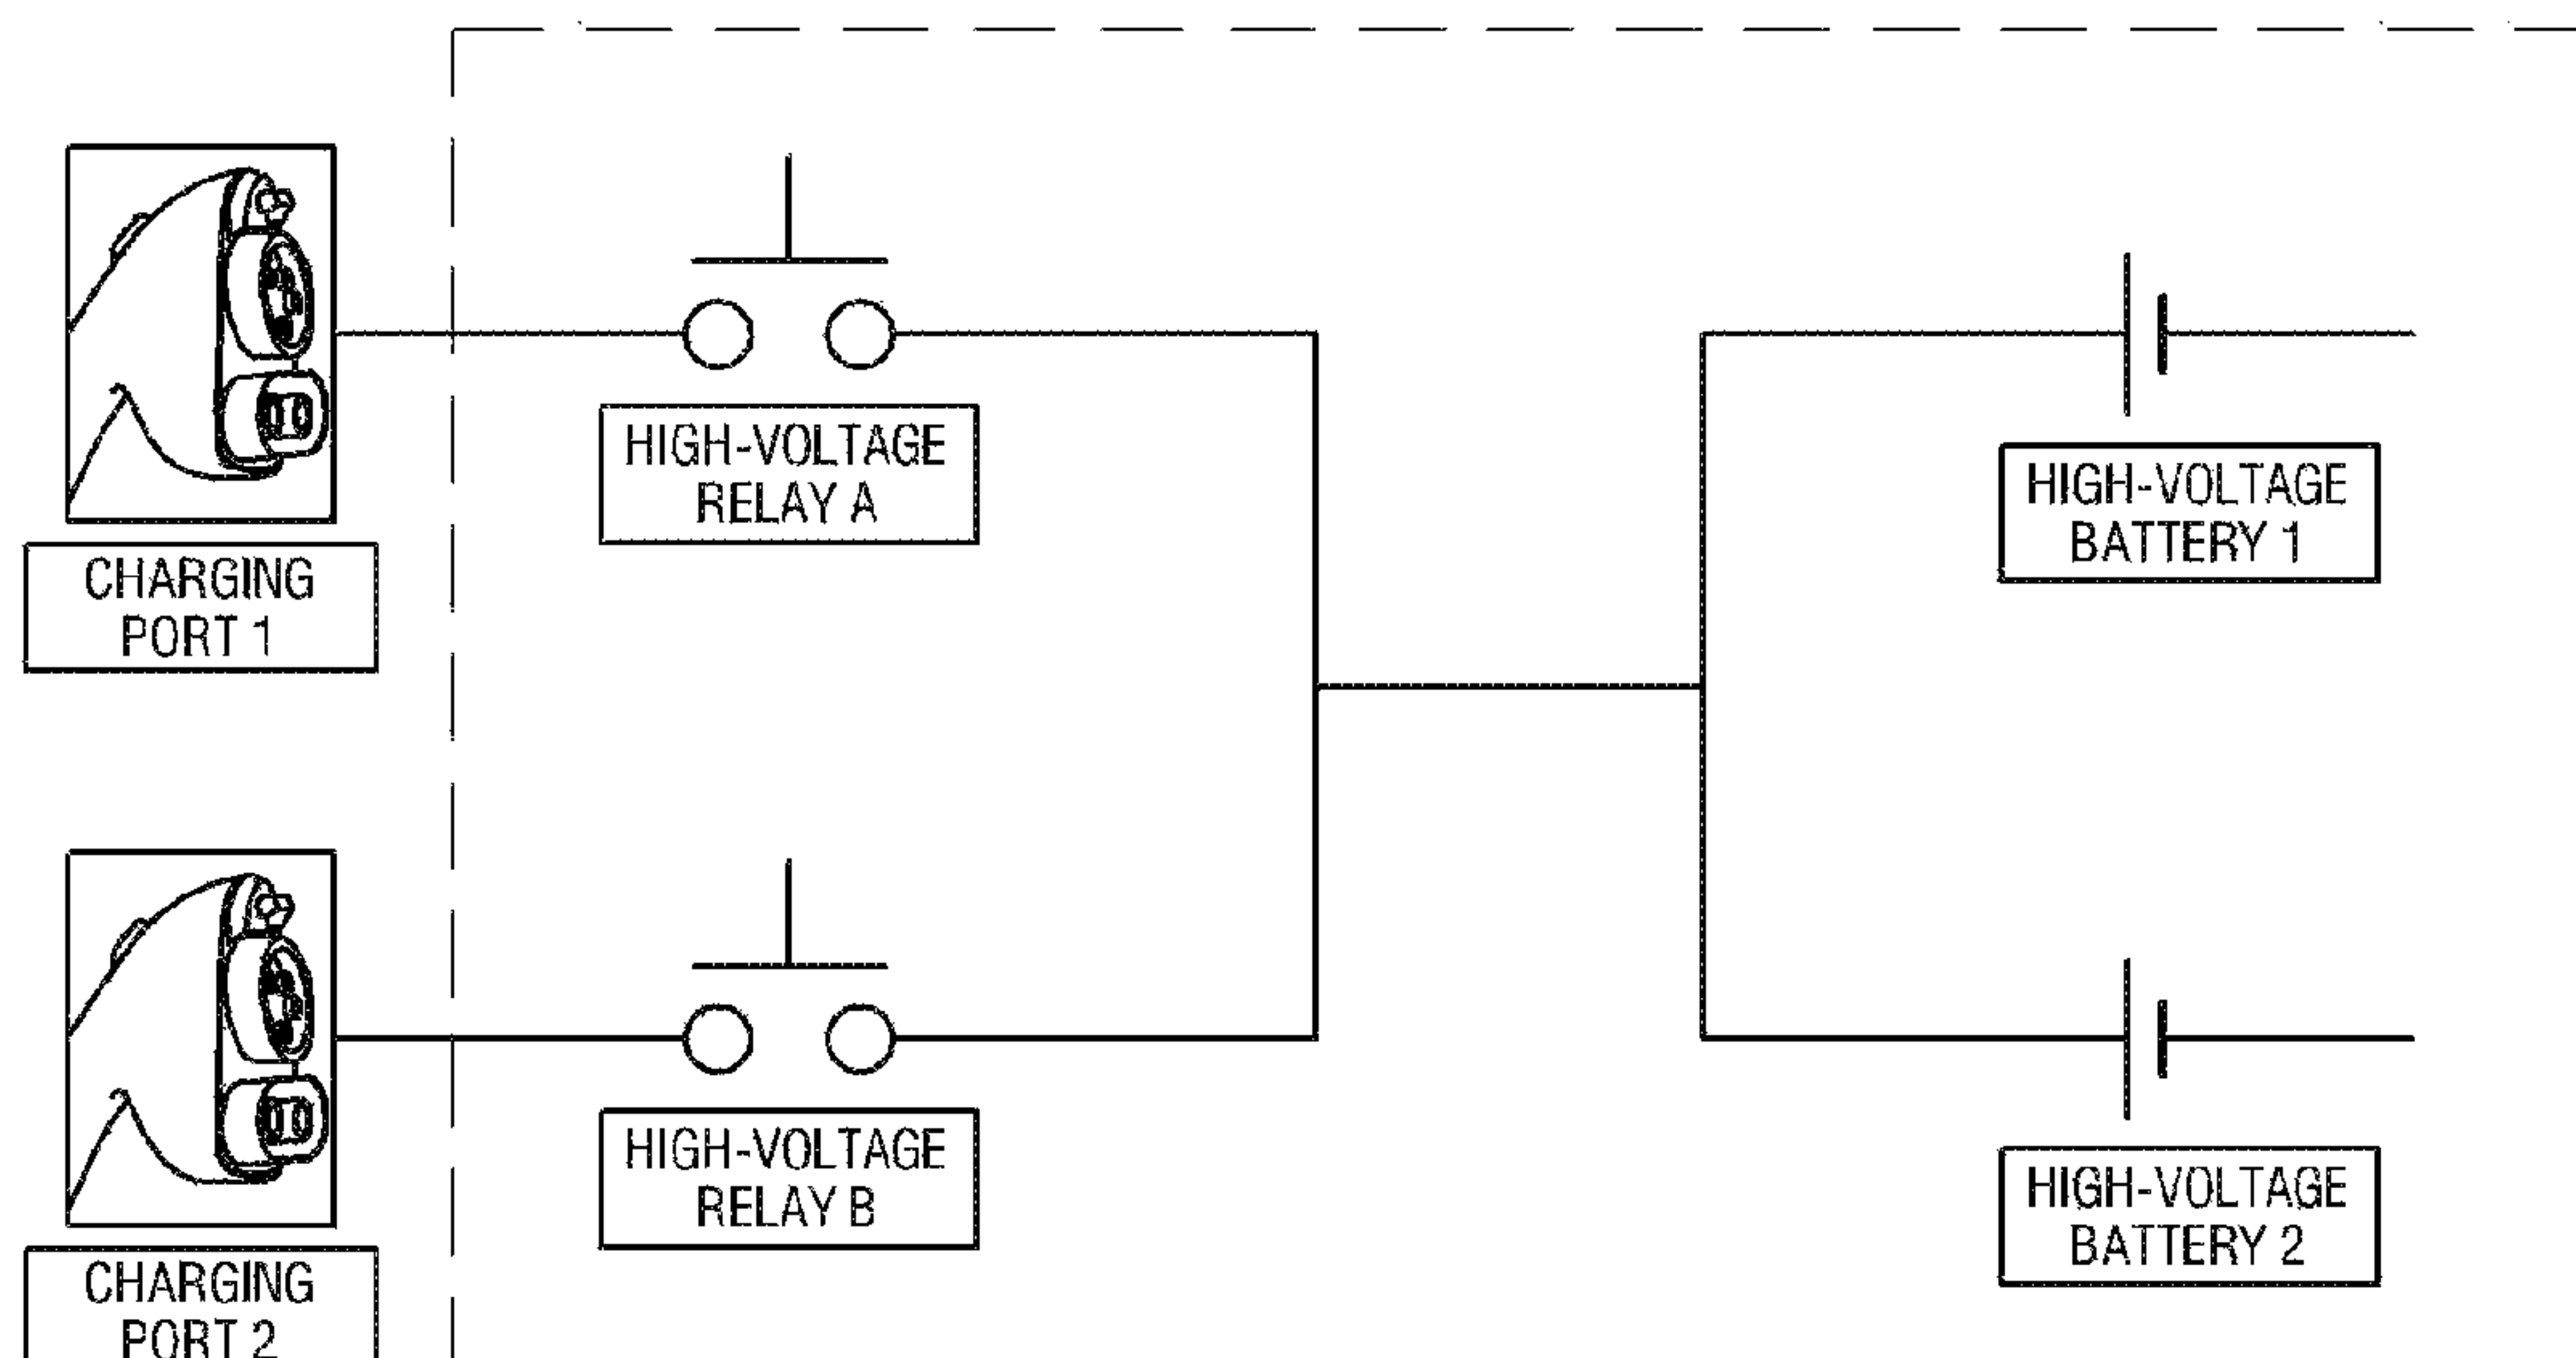 HIGH-VOLTAGE
RELAY A
HIGH-VOLTAGE
BATTERY 1
CHARGING
PORT 1
HIGH-VOLTAGE
RELAY B
HIGH-VOLTAGE
BATTERY 2
CHARGING
PORT 2